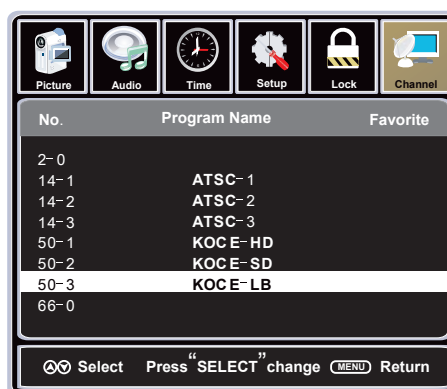 Picture Audio Time Setup Lock Channel
No. Program Name Favorite
2-0
14-1 ATSC-1
14-2 ATSC-2
14-3 ATSC-3
50-1 KOCE-HD
50-2 KOCE-SD
50-3 KOCE-LB
66-0
Select Press “SELECT” change MENU Return